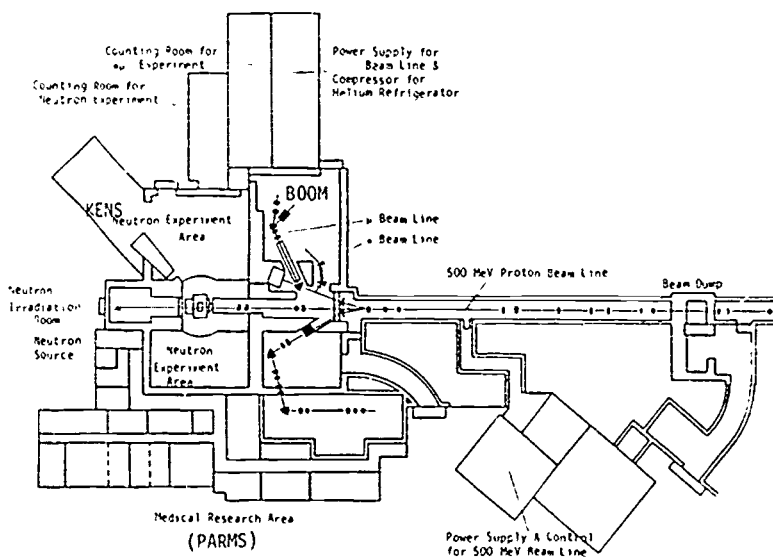 Counting Room for
πμ Experiment
Power Supply for
Beam Line &
Compressor for
Helium Refrigerator
Counting Room for
Neutron Experiment
BOOM
KENS
Neutron Experiment
Area
μ Beam Line
π Beam Line
500 MeV Proton Beam Line
Beam Dump
Neutron
Irradiation
Room
Neutron
Source
Neutron
Experiment
Area
Medical Research Area
(PARMS)
Power Supply & Control
for 500 MeV Beam Line